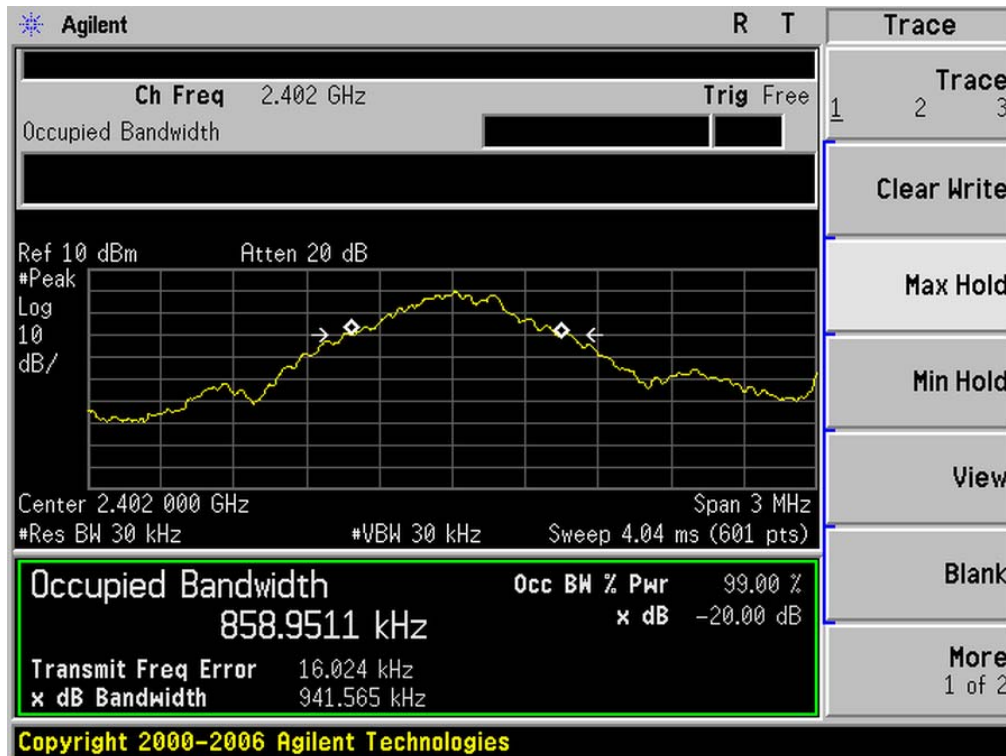 Agilent R T Trace
Ch Freq 2.402 GHz Trig Free
Occupied Bandwidth
Trace
1 2 3
Clear Write
Max Hold
Min Hold
View
Blank
More
1 of 2
Ref 10 dBm Atten 20 dB
#Peak
Log
10
dB/
Center 2.402 000 GHz Span 3 MHz
#Res BW 30 kHz #VBW 30 kHz Sweep 4.04 ms (601 pts)
Occupied Bandwidth Occ BW % Pwr 99.00 %
858.9511 kHz x dB -20.00 dB
Transmit Freq Error 16.024 kHz
x dB Bandwidth 941.565 kHz
Copyright 2000-2006 Agilent Technologies